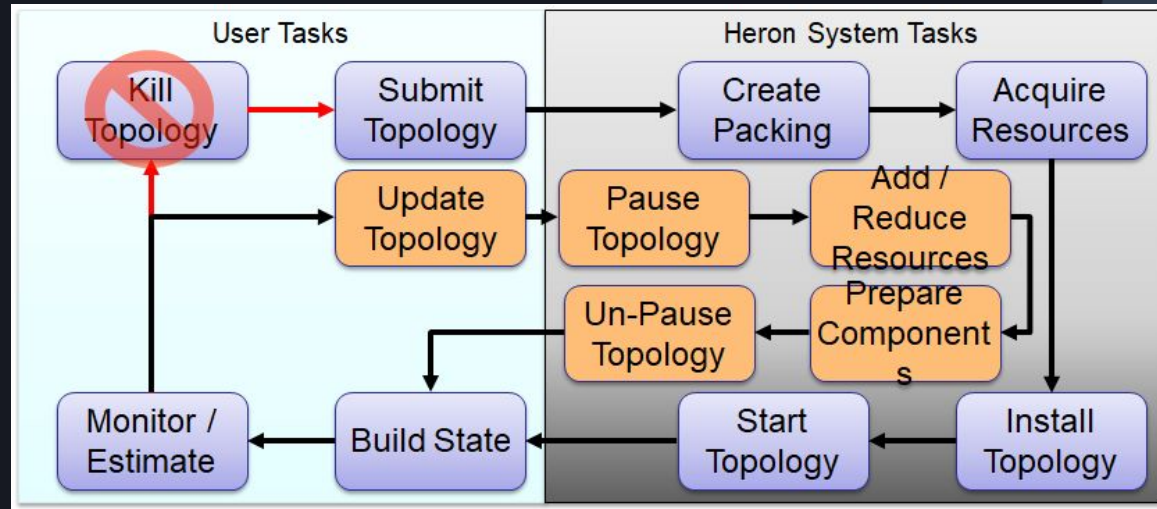 User Tasks
Heron System Tasks
Kill
Topology
Submit
Topology
Create
Packing
Acquire
Resources
Update
Topology
Pause
Topology
Add /
Reduce
Resources
Un-Pause
Topology
Prepare
Component
s
Monitor /
Estimate
Build State
Start
Topology
Install
Topology